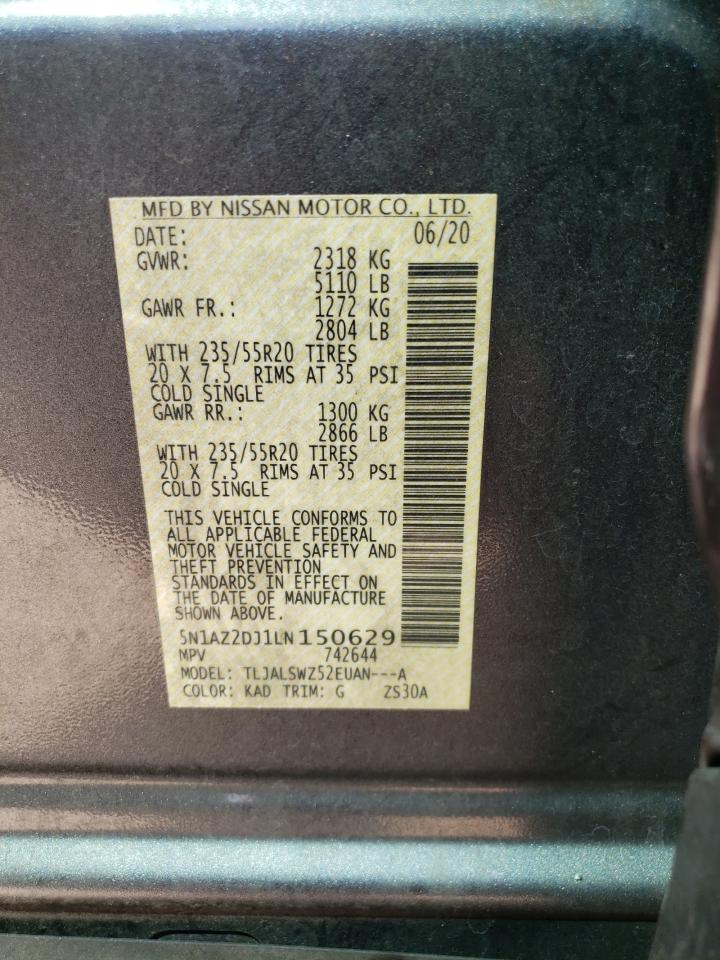 MFD BY NISSAN MOTOR CO., LTD.
DATE: 06/20
GVWR: 2318 KG
5110 LB
GAWR FR.: 1272 KG
2804 LB
WITH 235/55R20 TIRES
20 X 7.5 RIMS AT 35 PSI
COLD SINGLE
GAWR RR.: 1300 KG
2866 LB
WITH 235/55R20 TIRES
20 X 7.5 RIMS AT 35 PSI
COLD SINGLE
THIS VEHICLE CONFORMS TO
ALL APPLICABLE FEDERAL
MOTOR VEHICLE SAFETY AND
THEFT PREVENTION
STANDARDS IN EFFECT ON
THE DATE OF MANUFACTURE
SHOWN ABOVE.
5N1AZ2DJ1LN150629
MPV 742644
MODEL: TLJALSWZ52EUAN---A
COLOR: KAD TRIM: G ZS30A